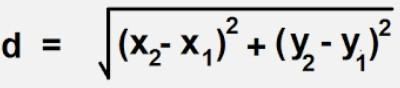 d = √(x₂- x₁)² + (y₂ - y₁)²